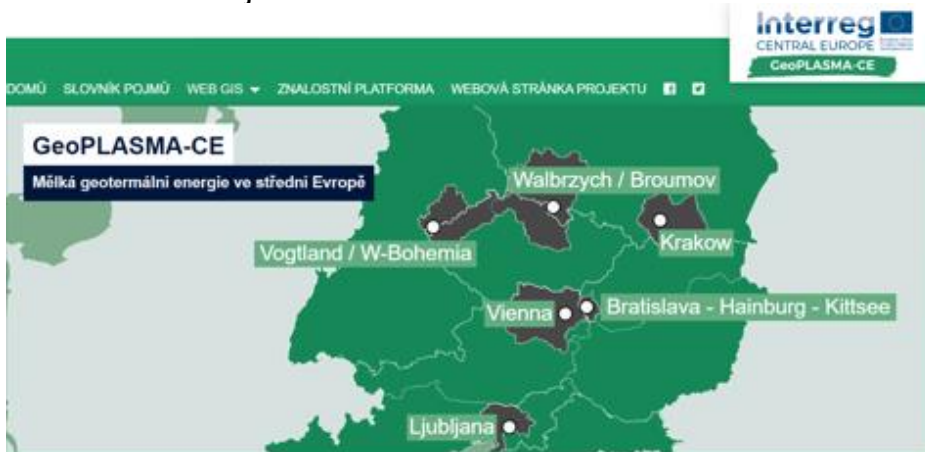 Interreg
CENTRAL EUROPE
GeoPLASMA-CE
DOMŮ SLOVNÍK POJMŮ WEB GIS ZNALOSTNÍ PLATFORMA WEBOVÁ STRÁNKA PROJEKTU
GeoPLASMA-CE
Mělká geotermální energie ve střední Evropě
Walbrzych / Broumov
Krakow
Vogtland / W-Bohemia
Vienna
Bratislava - Hainburg - Kittsee
Ljubljana